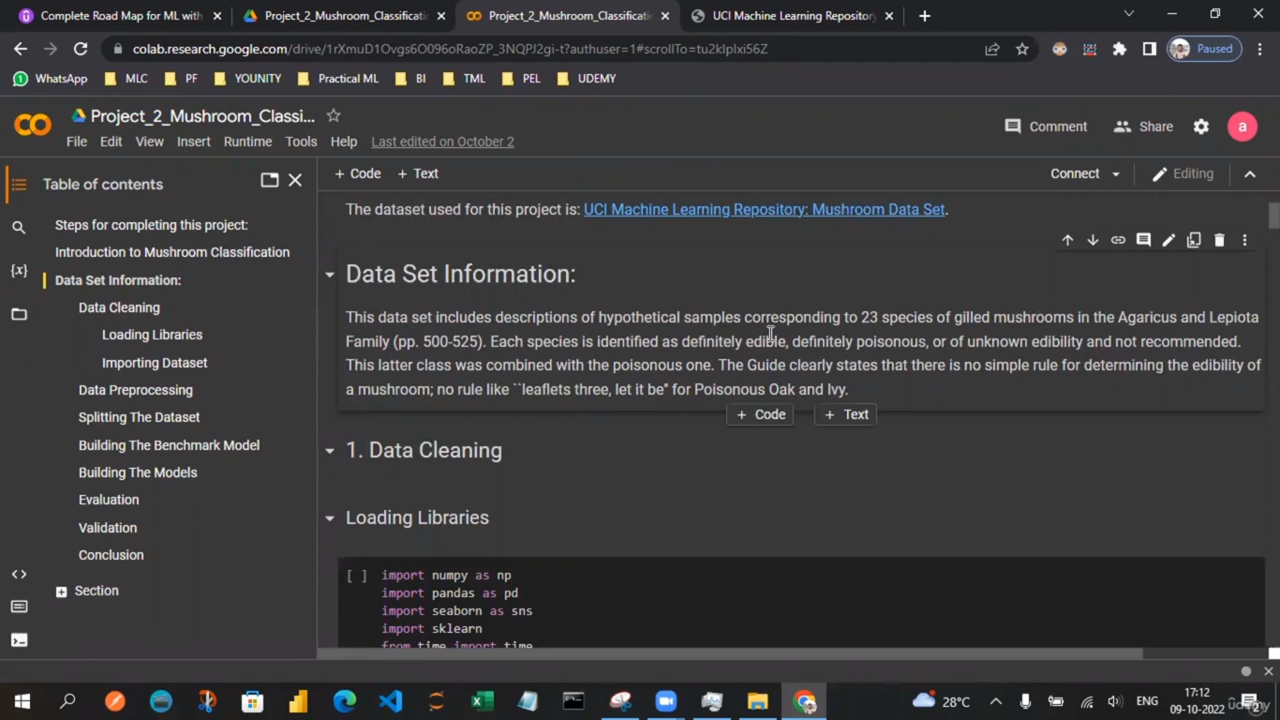 Complete Road Map for ML with
Project_2_Mushroom_Classificati
Project_2_Mushroom_Classificati
UCI Machine Learning Repository
colab.research.google.com/drive/1rXmuD1Ovgs6O096oRaoZP_3NQPJ2gi-t?authuser=1#scrollTo=tu2klplxi56Z
Paused
WhatsApp MLC PF YOUNITY Practical ML BI TML PEL UDEMY
Project_2_Mushroom_Classi...
File Edit View Insert Runtime Tools Help Last edited on October 2
Comment Share a
Table of contents
+ Code + Text
Connect Editing
Steps for completing this project:
Introduction to Mushroom Classification
Data Set Information:
Data Cleaning
Loading Libraries
Importing Dataset
Data Preprocessing
Splitting The Dataset
Building The Benchmark Model
Building The Models
Evaluation
Validation
Conclusion
Section
The dataset used for this project is: UCI Machine Learning Repository: Mushroom Data Set.
Data Set Information:
This data set includes descriptions of hypothetical samples corresponding to 23 species of gilled mushrooms in the Agaricus and Lepiota
Family (pp. 500-525). Each species is identified as definitely edible, definitely poisonous, or of unknown edibility and not recommended.
This latter class was combined with the poisonous one. The Guide clearly states that there is no simple rule for determining the edibility of
a mushroom; no rule like ``leaflets three, let it be'' for Poisonous Oak and Ivy.
+ Code + Text
1. Data Cleaning
Loading Libraries
[ ] import numpy as np
import pandas as pd
import seaborn as sns
import sklearn
from time import time
28°C
ENG
17:12
09-10-2022
udemy